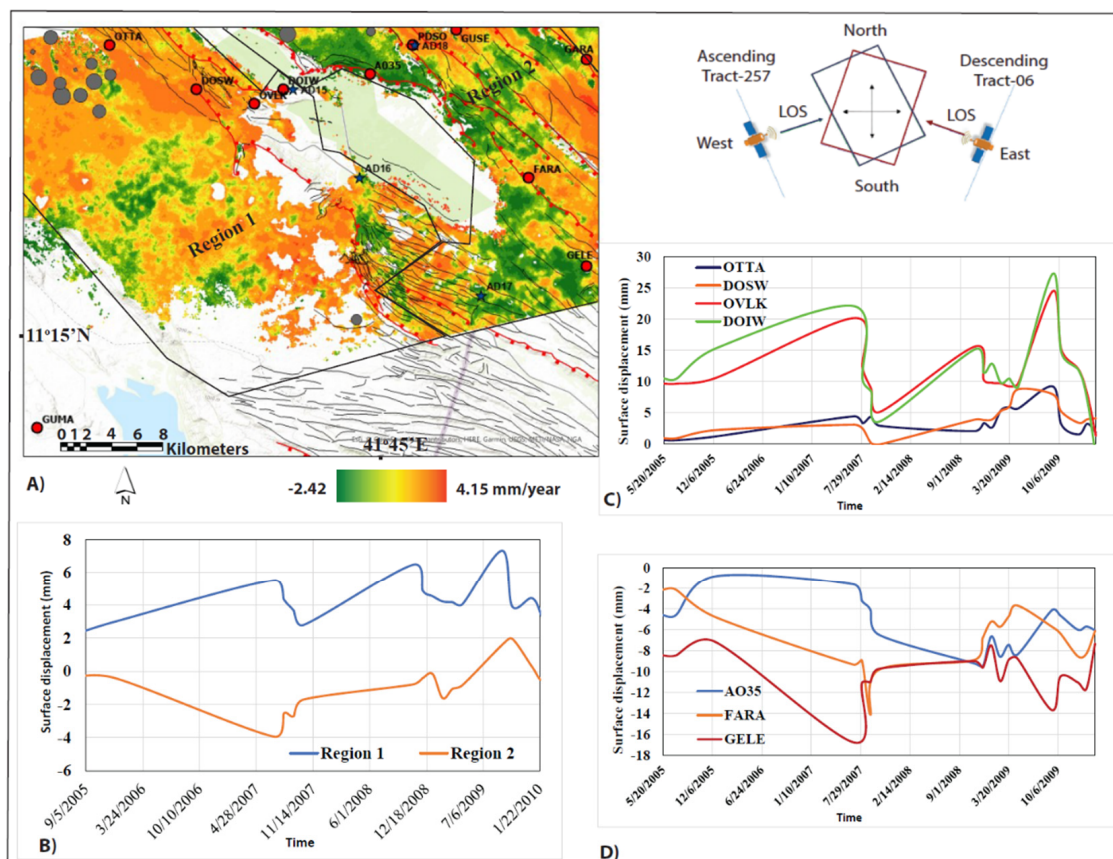 OTTA
PDSO
GUSE
AD18
GARA
DOSW
DOIW
A035
AD15
OVLK
Region 2
AD16
FARA
Region 1
GELE
AD17
11°15'N
GUMA
0 1 2 4 6 8
Kilometers
41°45'E
A)
N
-2.42
4.15 mm/year
North
Ascending
Tract-257
Descending
Tract-06
LOS
LOS
West
East
South
Surface displacement (mm)
30
25
20
15
10
5
0
OTTA
DOSW
OVLK
DOIW
5/20/2005
12/6/2005
6/24/2006
1/10/2007
7/29/2007
2/14/2008
9/1/2008
3/20/2009
10/6/2009
C)
Time
Surface displacement (mm)
8
6
4
2
0
-2
-4
-6
Region 1
Region 2
9/5/2005
3/24/2006
10/10/2006
4/28/2007
11/14/2007
6/1/2008
12/18/2008
7/6/2009
1/22/2010
B)
Time
Surface displacement (mm)
0
-2
-4
-6
-8
-10
-12
-14
-16
-18
AO35
FARA
GELE
5/20/2005
12/6/2005
6/24/2006
1/10/2007
7/29/2007
2/14/2008
9/1/2008
3/20/2009
10/6/2009
D)
Time